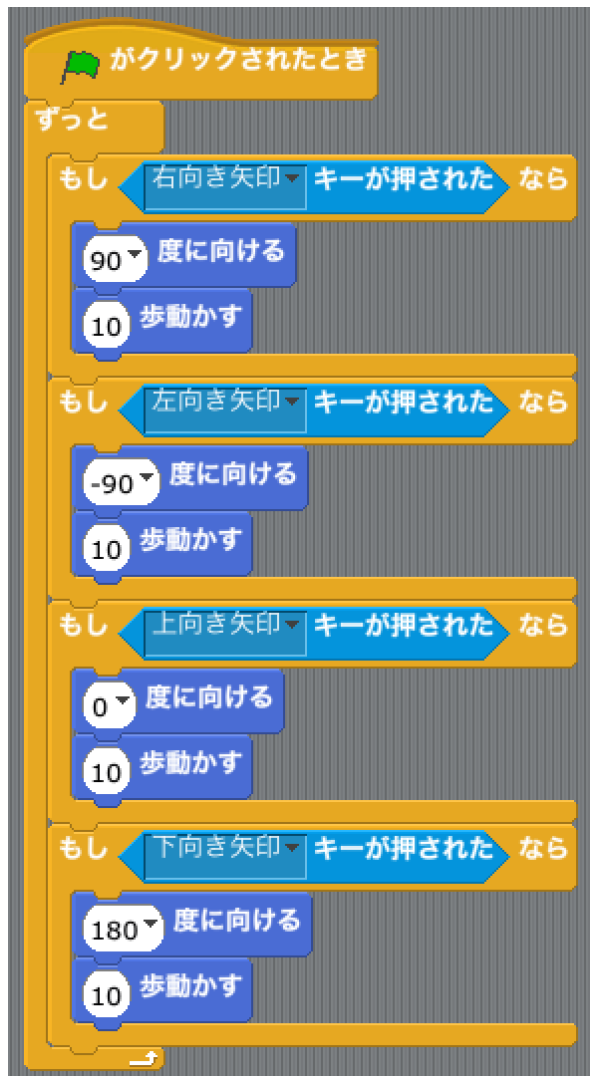 がクリックされたとき
ずっと
もし 右向き矢印 キーが押された なら
90 度に向ける
10 歩動かす
もし 左向き矢印 キーが押された なら
-90 度に向ける
10 歩動かす
もし 上向き矢印 キーが押された なら
0 度に向ける
10 歩動かす
もし 下向き矢印 キーが押された なら
180 度に向ける
10 歩動かす